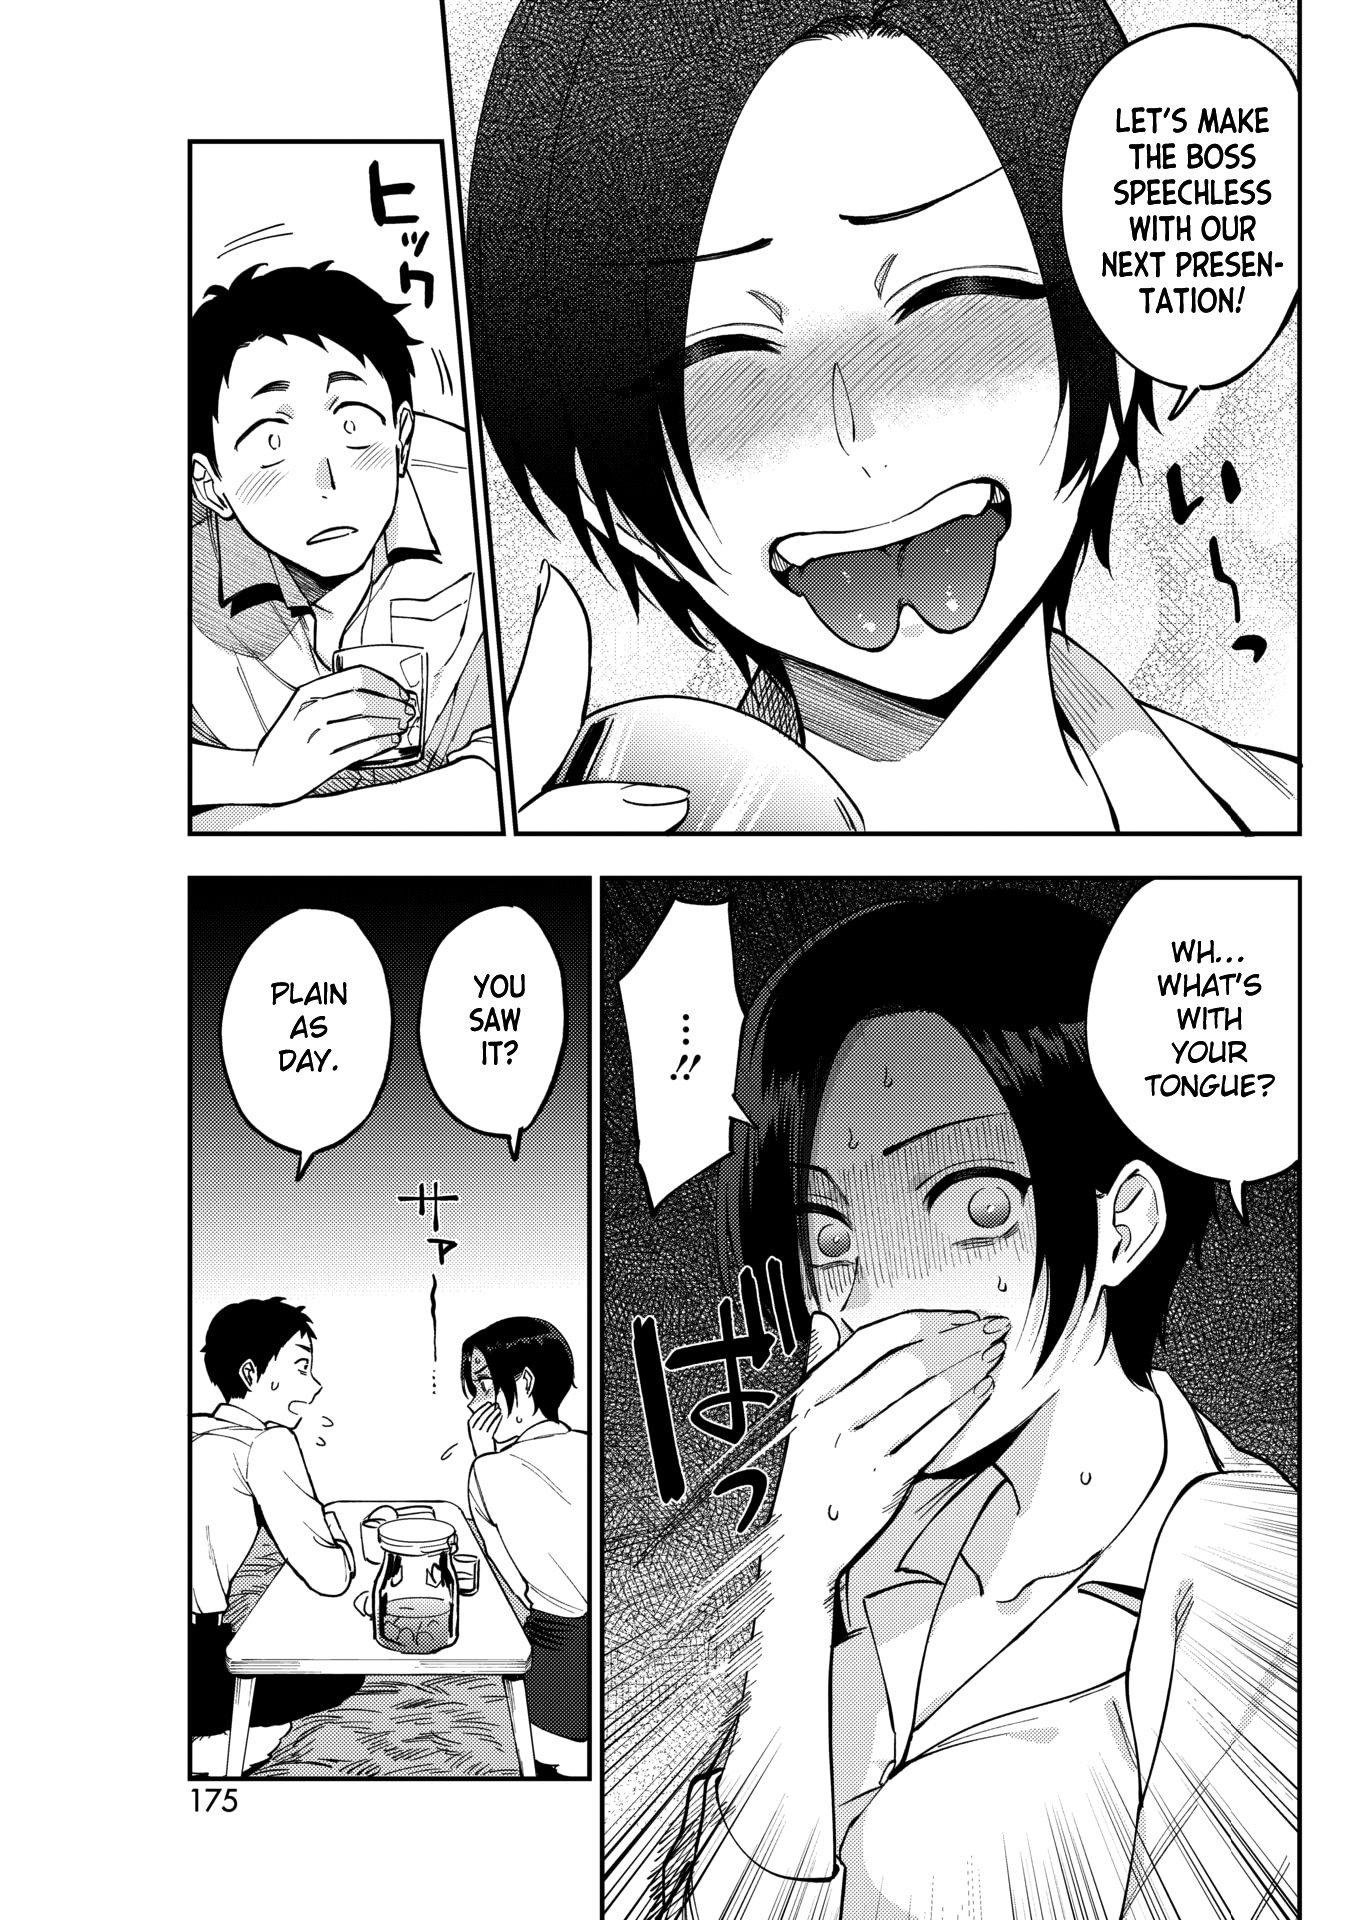 LET'S MAKE
THE BOSS
SPEECHLESS
WITH OUR
NEXT PRESEN-
TATION!
いーっ
ヒック
WH...
WHAT'S
WITH
YOUR
TONGUE?
…!!
ばっ
YOU
SAW
IT?
PLAIN
AS
DAY.
サァー…
175